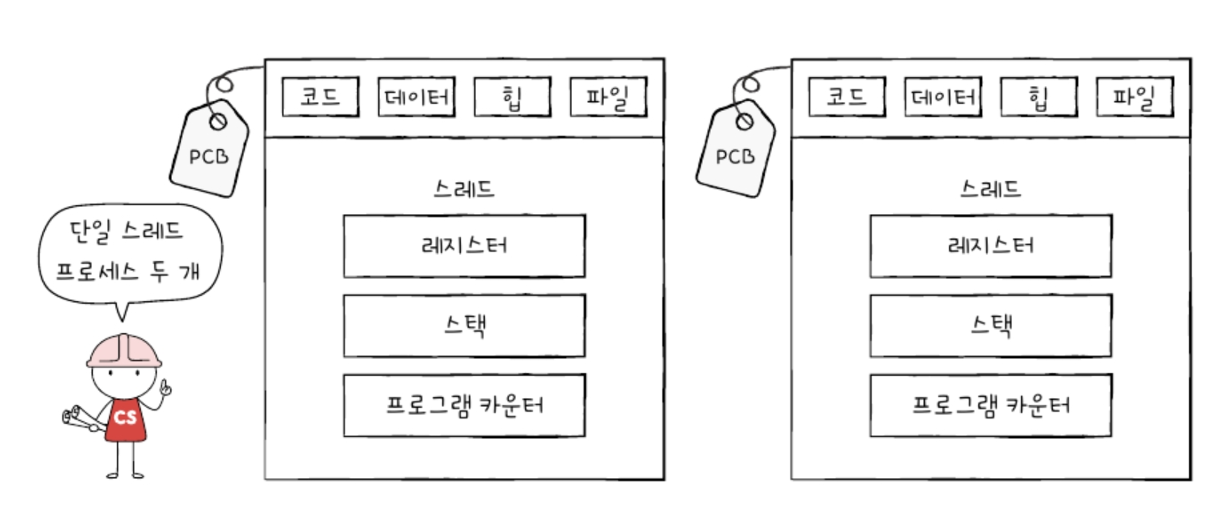 코드 데이터 힙 파일
PCB
스레드
레지스터
스택
프로그램 카운터
코드 데이터 힙 파일
PCB
스레드
레지스터
스택
프로그램 카운터
단일 스레드
프로세스 두 개
CS